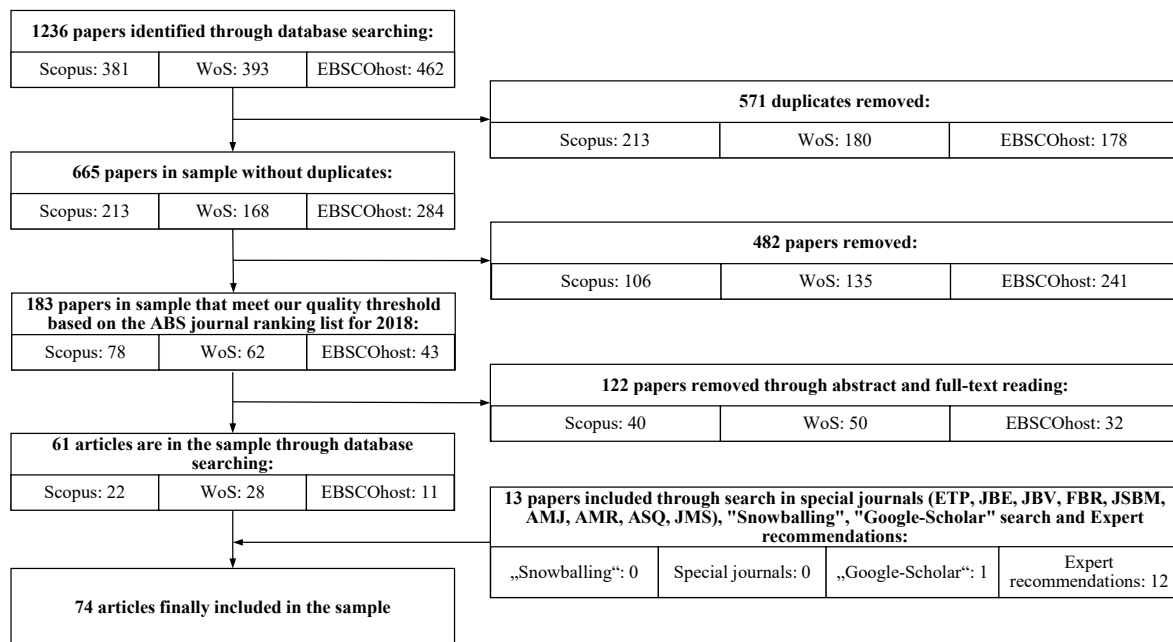 1236 papers identified through database searching:
Scopus: 381
WoS: 393
EBSCOhost: 462
571 duplicates removed:
Scopus: 213
WoS: 180
EBSCOhost: 178
665 papers in sample without duplicates:
Scopus: 213
WoS: 168
EBSCOhost: 284
482 papers removed:
Scopus: 106
WoS: 135
EBSCOhost: 241
183 papers in sample that meet our quality threshold
based on the ABS journal ranking list for 2018:
Scopus: 78
WoS: 62
EBSCOhost: 43
122 papers removed through abstract and full-text reading:
Scopus: 40
WoS: 50
EBSCOhost: 32
61 articles are in the sample through database
searching:
Scopus: 22
WoS: 28
EBSCOhost: 11
13 papers included through search in special journals (ETP, JBE, JBV, FBR, JSBM,
AMJ, AMR, ASQ, JMS), "Snowballing", "Google-Scholar" search and Expert
recommendations:
„Snowballing“: 0
Special journals: 0
„Google-Scholar“: 1
Expert
recommendations: 12
74 articles finally included in the sample